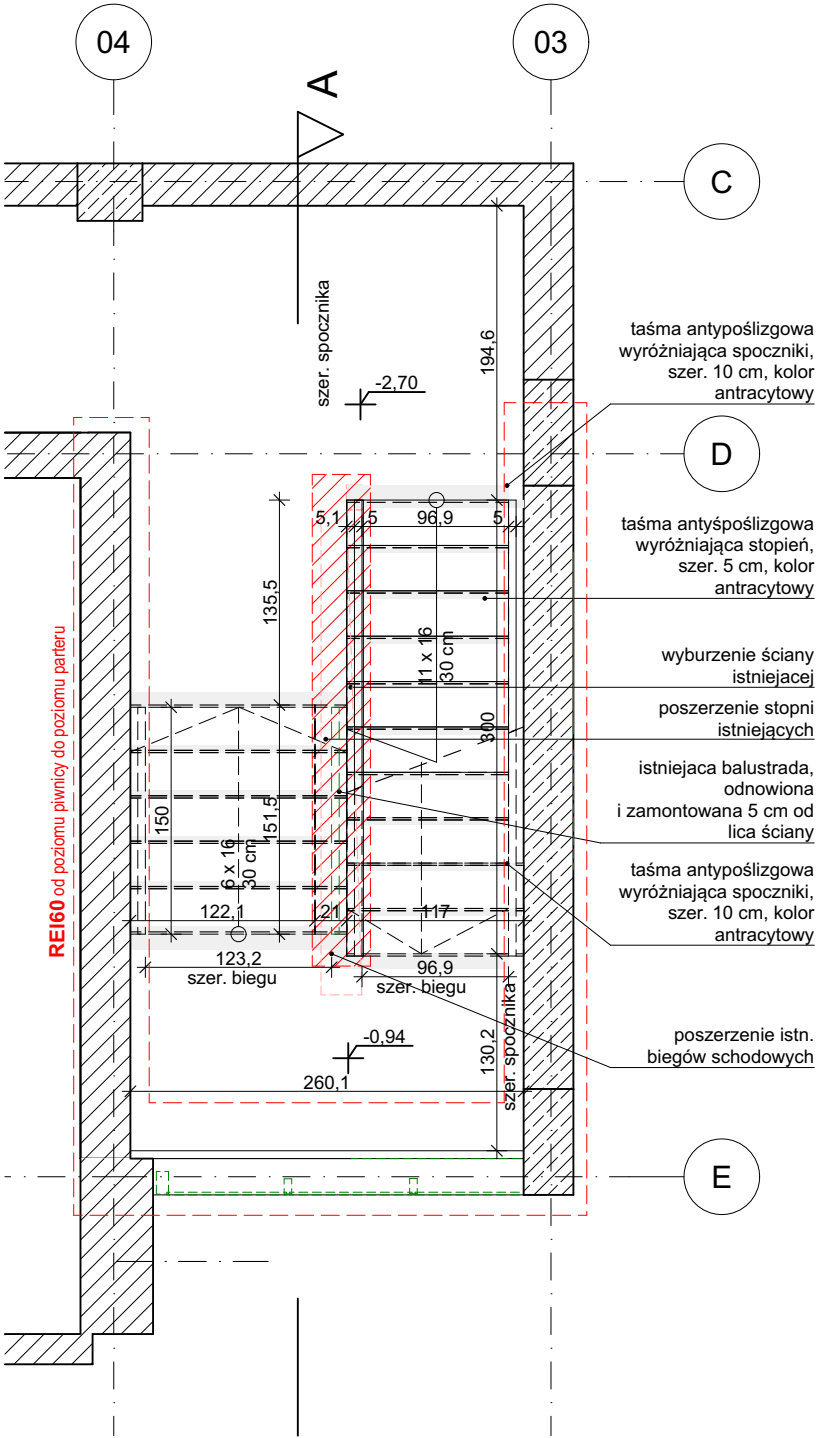 04
03
A
C
szer. spocznika
194,6
taśma antypoślizgowa
wyróżniająca spoczniki,
szer. 10 cm, kolor
antracytowy
-2,70
D
5,1
5
96,9
5
taśma antyśpoślizgowa
wyróżniająca stopień,
szer. 5 cm, kolor
antracytowy
135,5
REI60 od poziomu piwnicy do poziomu parteru
11 x 16
30 cm
wyburzenie ściany
istniejacej
poszerzenie stopni
istniejących
300
istniejaca balustrada,
odnowiona
i zamontowana 5 cm od
lica ściany
150
151,5
6 x 16
30 cm
taśma antypoślizgowa
wyróżniająca spoczniki,
szer. 10 cm, kolor
antracytowy
122,1
21
117
123,2
szer. biegu
96,9
szer. biegu
-0,94
130,2
szer. spocznika
poszerzenie istn.
biegów schodowych
260,1
E